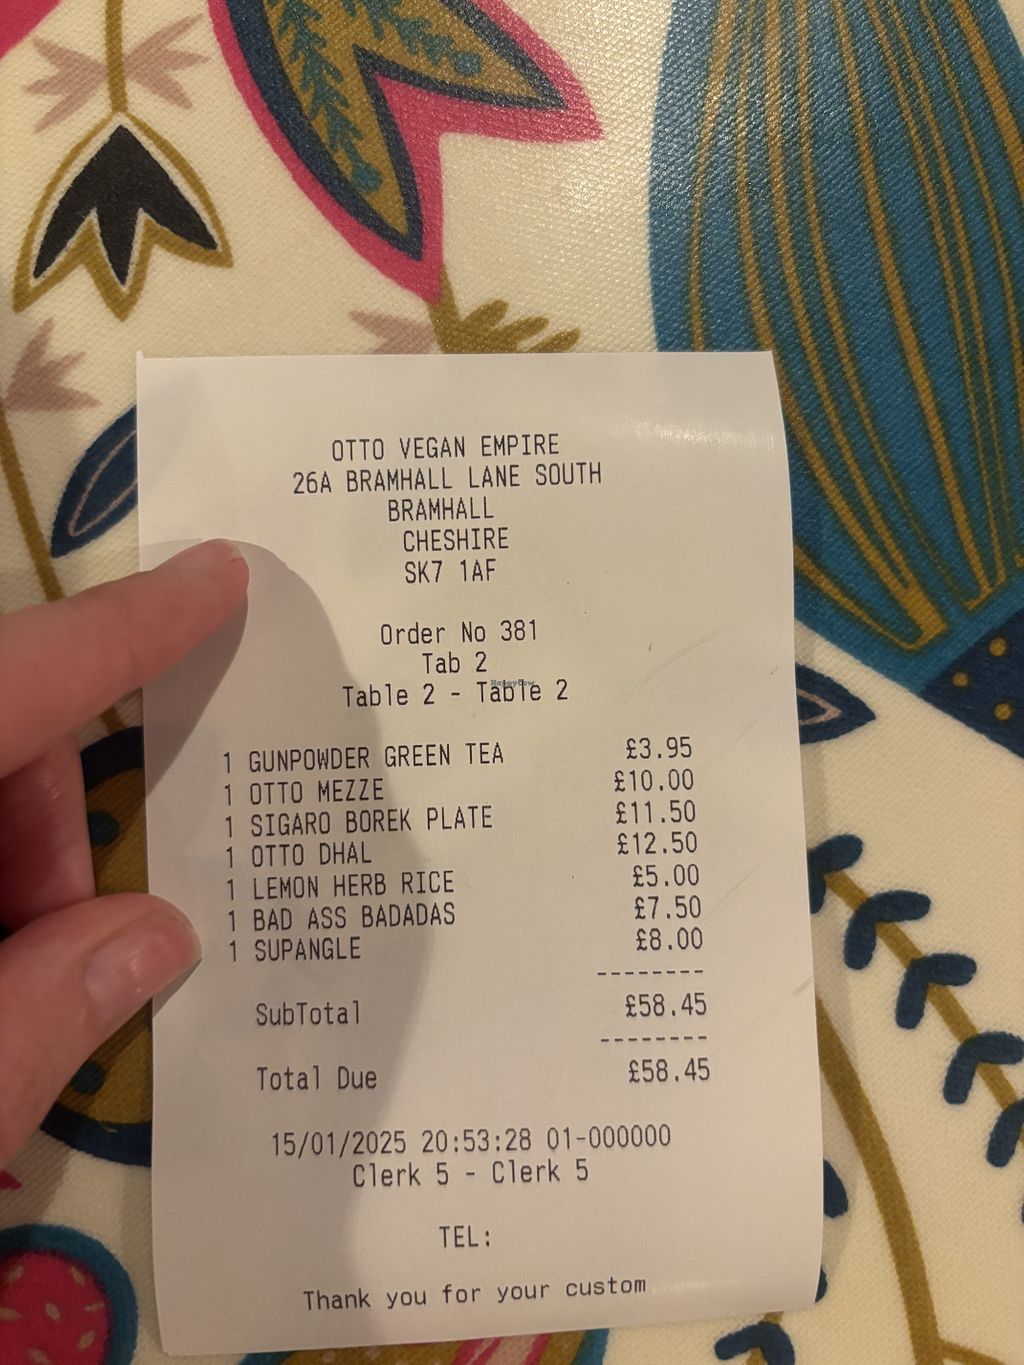 OTTO VEGAN EMPIRE
26A BRAMHALL LANE SOUTH
BRAMHALL
CHESHIRE
SK7 1AF
Order No 381
Tab 2
HappyCow
Table 2 - Table 2
1 GUNPOWDER GREEN TEA £3.95
1 OTTO MEZZE £10.00
1 SIGARO BOREK PLATE £11.50
1 OTTO DHAL £12.50
1 LEMON HERB RICE £5.00
1 BAD ASS BADADAS £7.50
1 SUPANGLE £8.00
--------
SubTotal £58.45
--------
Total Due £58.45
15/01/2025 20:53:28 01-000000
Clerk 5 - Clerk 5
TEL:
Thank you for your custom